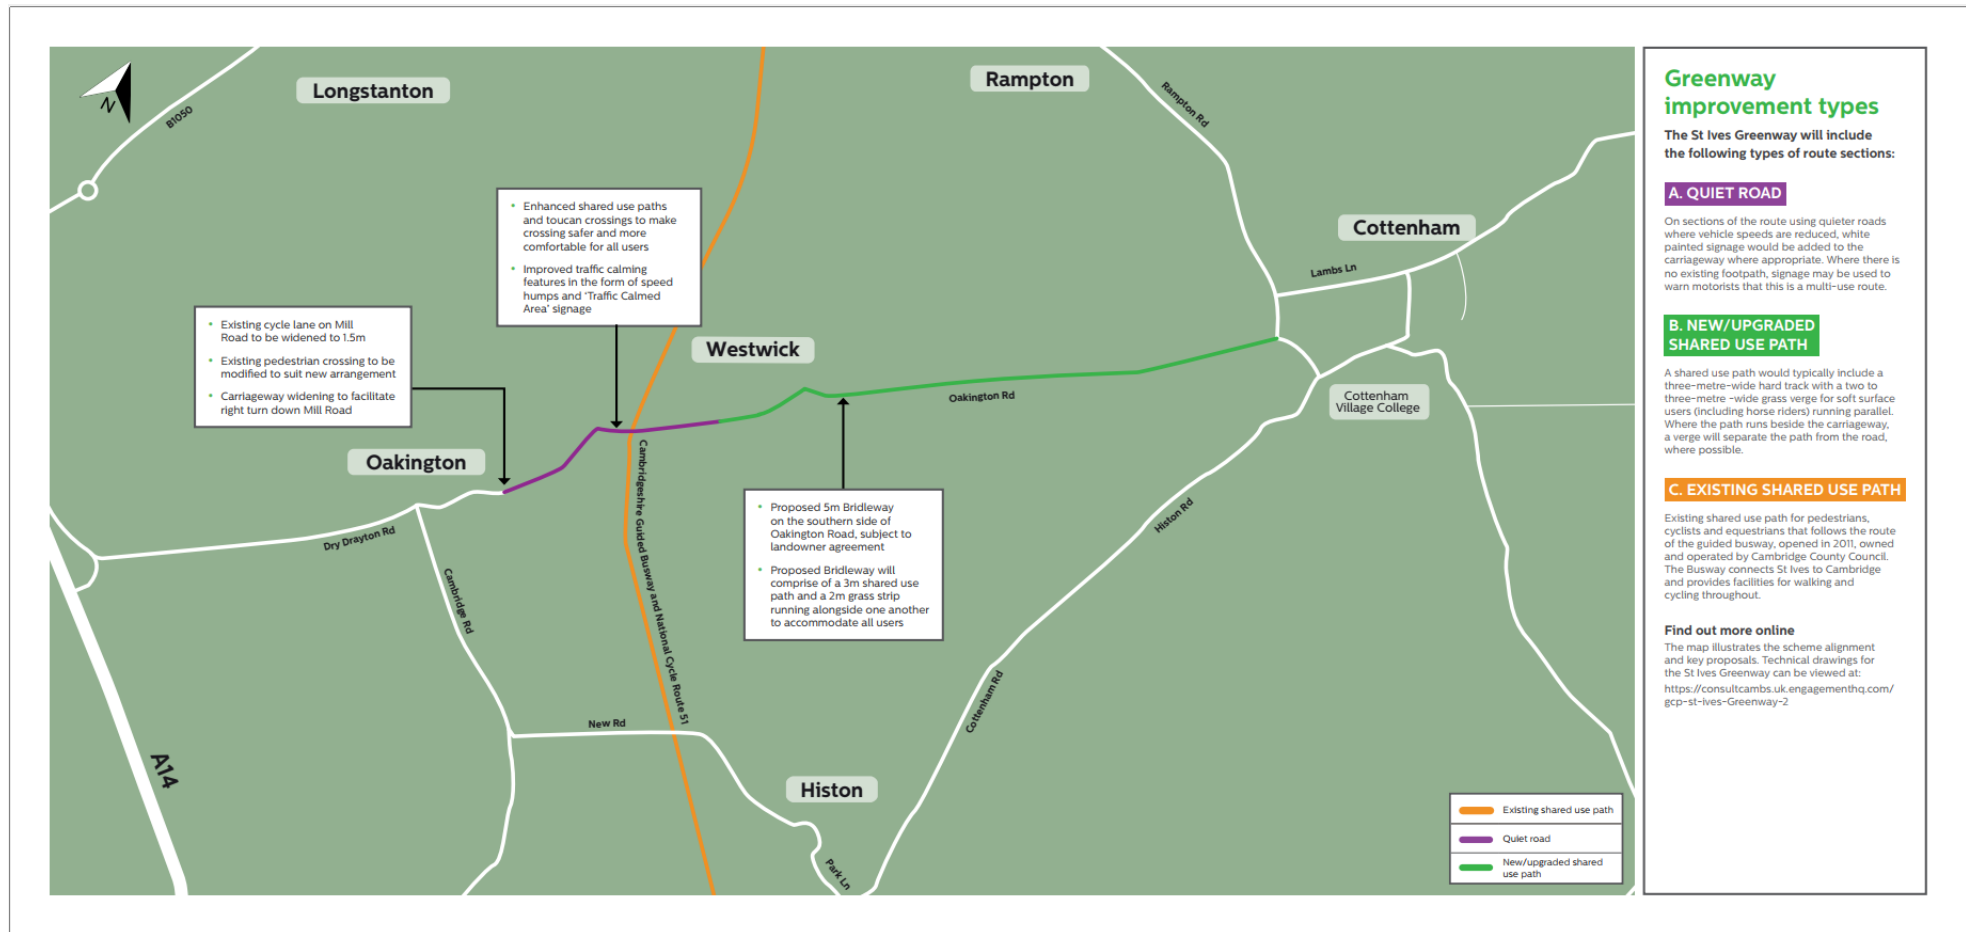 Longstanton
Rampton
N
B1050
Rampton Rd
• Enhanced shared use paths
and toucan crossings to make
crossing safer and more
comfortable for all users
• Improved traffic calming
features in the form of speed
humps and ‘Traffic Calmed
Area’ signage
Cottenham
Lambs Ln
• Existing cycle lane on Mill
Road to be widened to 1.5m
• Existing pedestrian crossing to be
modified to suit new arrangement
• Carriageway widening to facilitate
right turn down Mill Road
Westwick
Oakington Rd
Cottenham
Village College
Oakington
Dry Drayton Rd
Cambridge Rd
Cambridgeshire Guided Busway and National Cycle Route 51
• Proposed 5m Bridleway
on the southern side of
Oakington Road, subject to
landowner agreement
• Proposed Bridleway will
comprise of a 3m shared use
path and a 2m grass strip
running alongside one another
to accommodate all users
Histon Rd
Cottenham Rd
New Rd
A14
Histon
Park Ln
Existing shared use path
Quiet road
New/upgraded shared
use path
Greenway
improvement types
The St Ives Greenway will include
the following types of route sections:
A. QUIET ROAD
On sections of the route using quieter roads
where vehicle speeds are reduced, white
painted signage would be added to the
carriageway where appropriate. Where there is
no existing footpath, signage may be used to
warn motorists that this is a multi-use route.
B. NEW/UPGRADED
SHARED USE PATH
A shared use path would typically include a
three-metre-wide hard track with a two to
three-metre -wide grass verge for soft surface
users (including horse riders) running parallel.
Where the path runs beside the carriageway,
a verge will separate the path from the road,
where possible.
C. EXISTING SHARED USE PATH
Existing shared use path for pedestrians,
cyclists and equestrians that follows the route
of the guided busway, opened in 2011, owned
and operated by Cambridge County Council.
The Busway connects St Ives to Cambridge
and provides facilities for walking and
cycling throughout.
Find out more online
The map illustrates the scheme alignment
and key proposals. Technical drawings for
the St Ives Greenway can be viewed at:
https://consultcambs.uk.engagementhq.com/
gcp-st-ives-Greenway-2